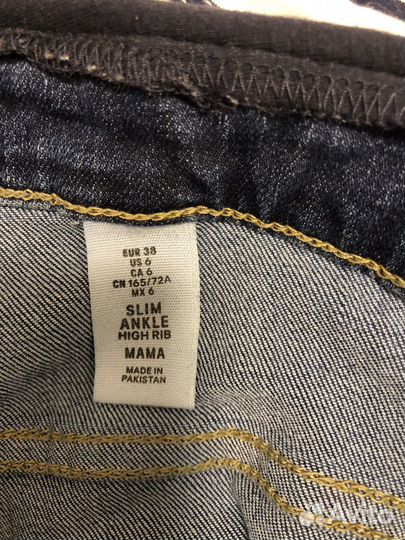 EUR 38
US 6
CA 6
CN 165/72A
MX 6
SLIM
ANKLE
HIGH RIB
MAMA
MADE IN
PAKISTAN
Avito